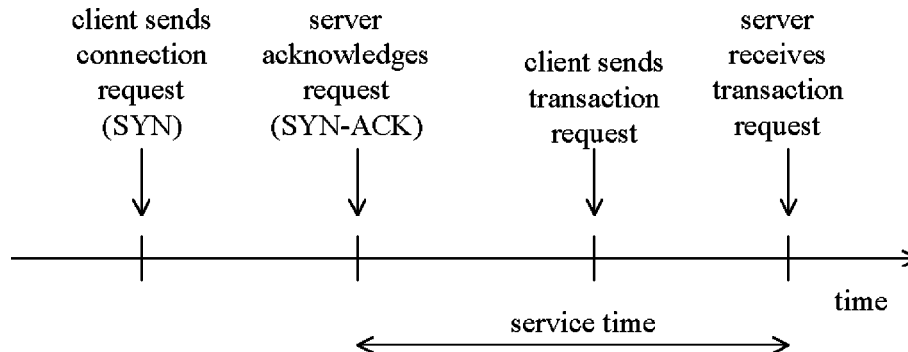 client sends
connection
request
(SYN)
server
acknowledges
request
(SYN-ACK)
client sends
transaction
request
server
receives
transaction
request
time
service time